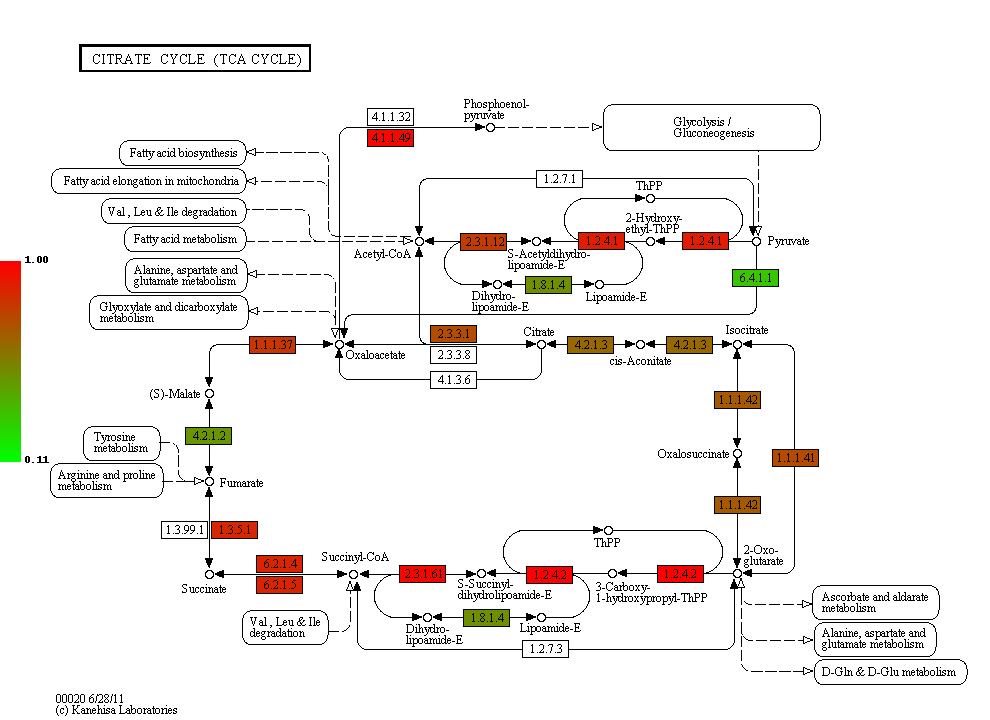 CITRATE CYCLE (TCA CYCLE)
Phosphoenol-
pyruvate
4.1.1.32
4.1.1.49
Glycolysis /
Gluconeogenesis
Fatty acid biosynthesis
Fatty acid elongation in mitochondria
Val , Leu & Ile degradation
Fatty acid metabolism
Alanine, aspartate and
glutamate metabolism
Glyoxylate and dicarboxylate
metabolism
1.2.7.1
ThPP
2-Hydroxy-
ethyl-ThPP
Acetyl-CoA
2.3.1.12
S-Acetyldihydro-
lipoamide-E
1.2.4.1
1.2.4.1
Pyruvate
6.4.1.1
Dihydro-
lipoamide-E
1.8.1.4
Lipoamide-E
1.00
0.11
1.1.1.37
Oxaloacetate
2.3.3.1
2.3.3.8
4.1.3.6
Citrate
4.2.1.3
cis-Aconitate
4.2.1.3
Isocitrate
(S)-Malate
1.1.1.42
4.2.1.2
Tyrosine
metabolism
Oxalosuccinate
1.1.1.41
Arginine and proline
metabolism
Fumarate
1.1.1.42
1.3.99.1
1.3.5.1
ThPP
2-Oxo-
glutarate
Succinate
6.2.1.4
6.2.1.5
Succinyl-CoA
2.3.1.61
S-Succinyl-
dihydrolipoamide-E
1.2.4.2
3-Carboxy-
1-hydroxypropyl-ThPP
1.2.4.2
Val , Leu & Ile
degradation
Dihydro-
lipoamide-E
1.8.1.4
Lipoamide-E
1.2.7.3
Ascorbate and aldarate
metabolism
Alanine, aspartate and
glutamate metabolism
D-Gln & D-Glu metabolism
00020 6/28/11
(c) Kanehisa Laboratories